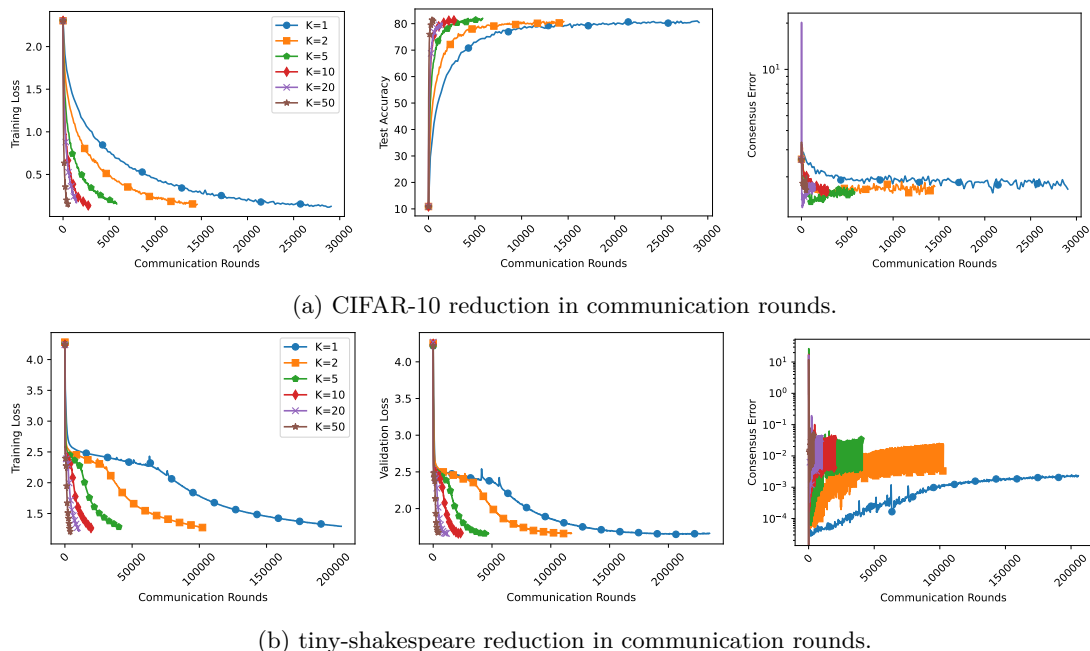 2.0
1.5
1.0
0.5
Training Loss
0
5000
10000
15000
20000
25000
30000
Communication Rounds
K=1
K=2
K=5
K=10
K=20
K=50
80
70
60
50
40
30
20
10
Test Accuracy
0
5000
10000
15000
20000
25000
30000
Communication Rounds
10¹
Consensus Error
0
5000
10000
15000
20000
25000
30000
Communication Rounds
(a) CIFAR-10 reduction in communication rounds.
4.0
3.5
3.0
2.5
2.0
1.5
Training Loss
0
50000
100000
150000
200000
Communication Rounds
K=1
K=2
K=5
K=10
K=20
K=50
4.0
3.5
3.0
2.5
2.0
Validation Loss
0
50000
100000
150000
200000
Communication Rounds
10¹
10⁰
10⁻¹
10⁻²
10⁻³
10⁻⁴
Consensus Error
0
50000
100000
150000
200000
Communication Rounds
(b) tiny-shakespeare reduction in communication rounds.